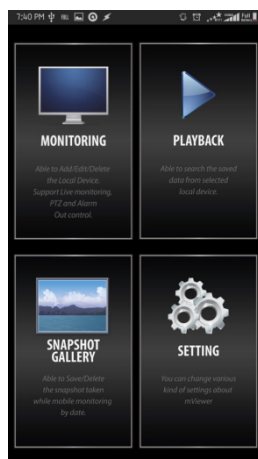 7:40 PM
MONITORING
Able to Add/Edit/Delete
the Local Device.
Support Live monitoring,
PTZ and Alarm
Out control.
PLAYBACK
Able to search the saved
data from selected
local device.
SNAPSHOT
GALLERY
Able to Save/Delete
the snapshot taken
while mobile monitoring
by date.
SETTING
You can change various
kind of settings about
mViewer